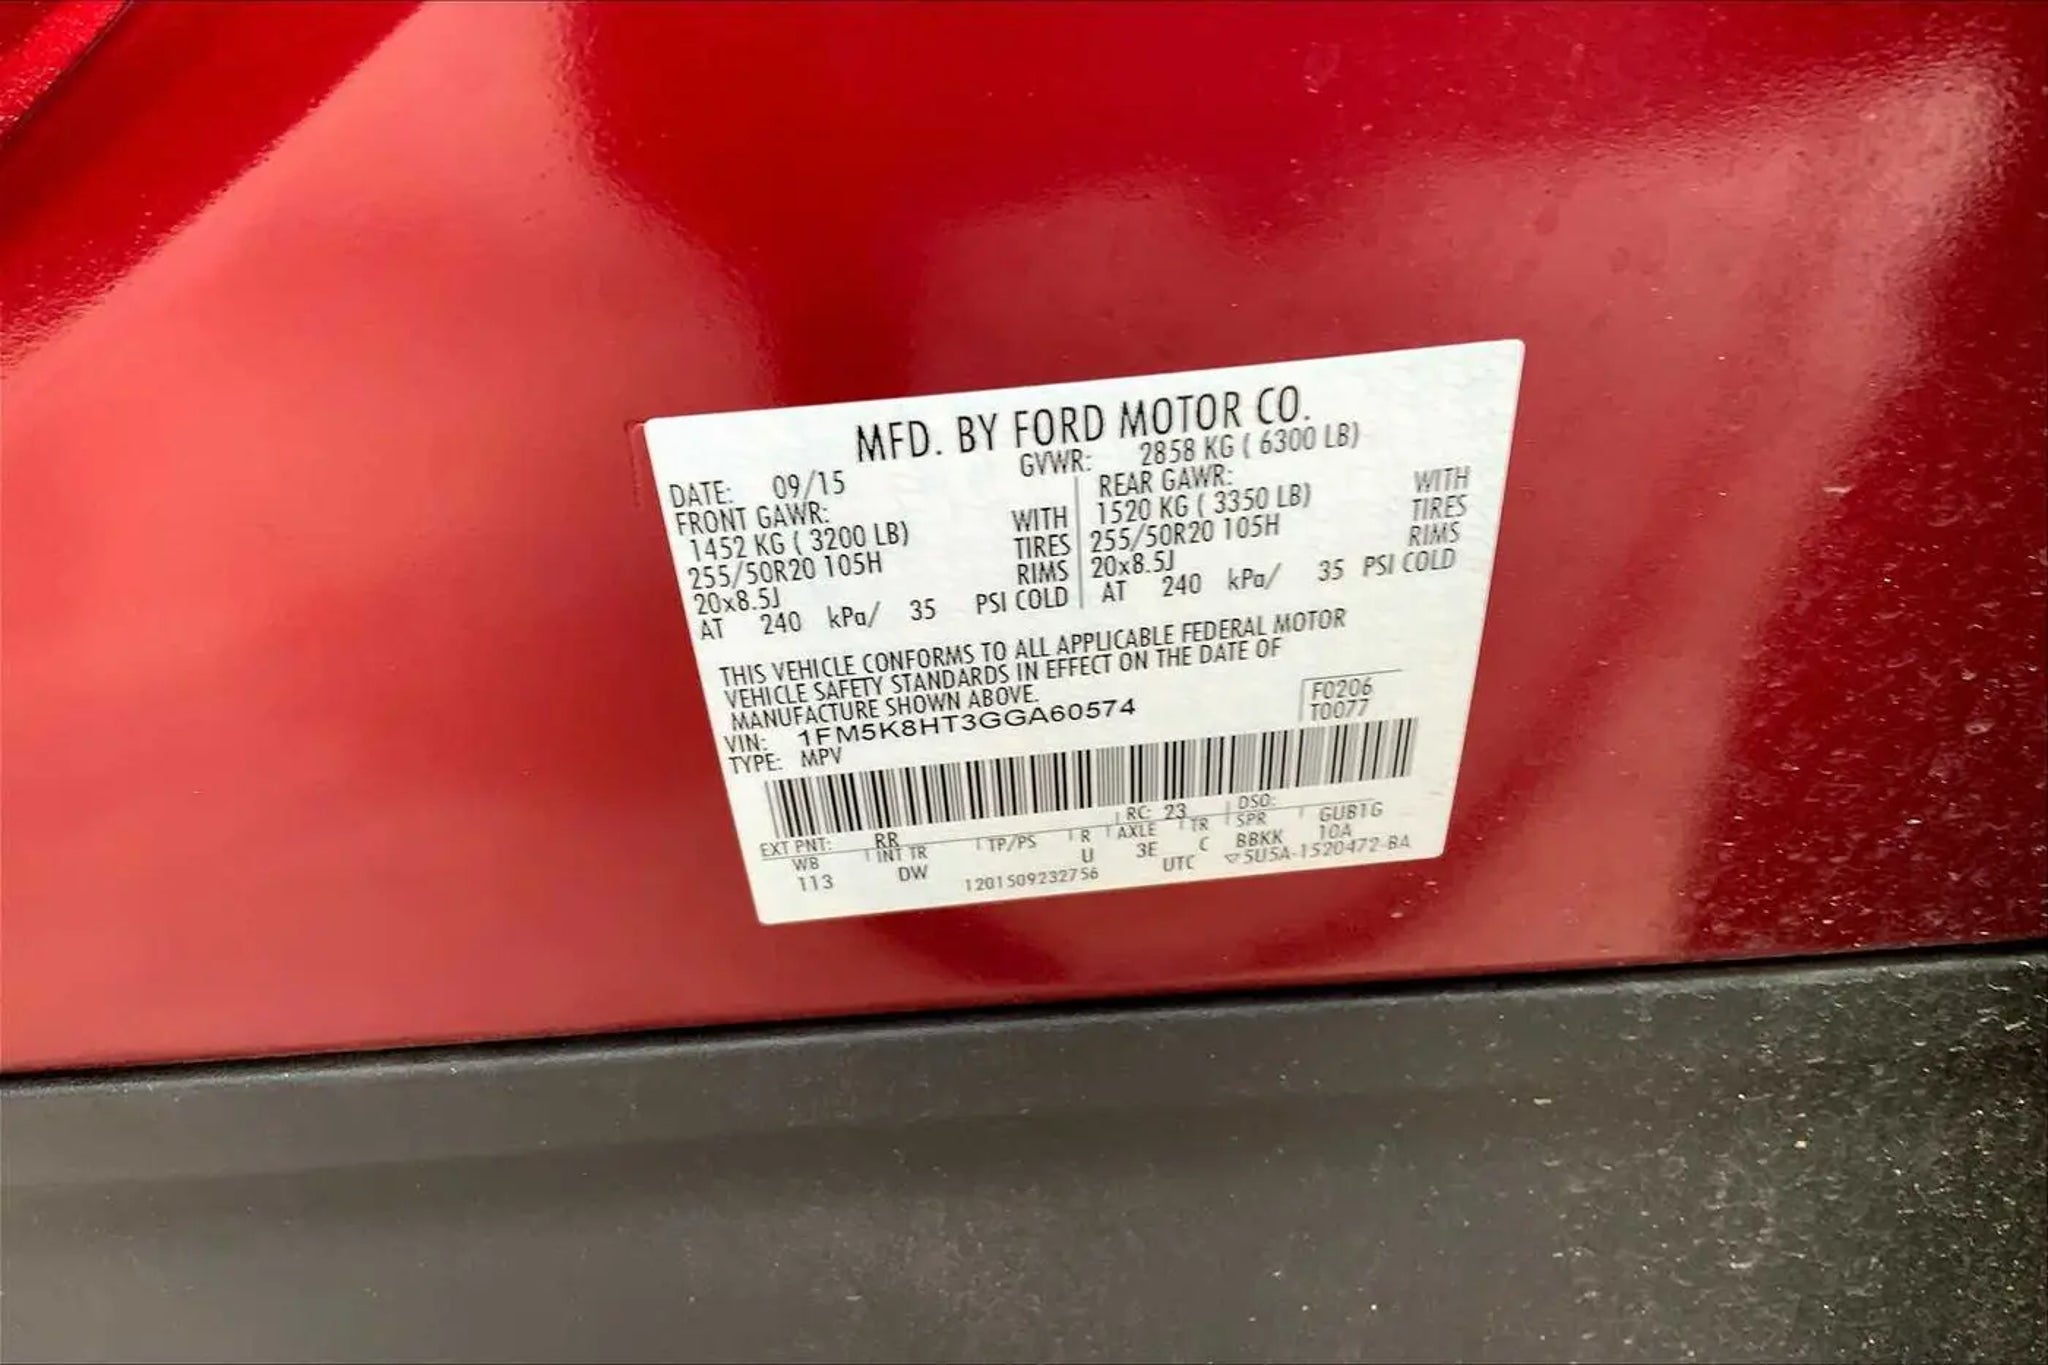 MFD. BY FORD MOTOR CO.
DATE: 09/15 GVWR: 2858 KG ( 6300 LB)
FRONT GAWR: REAR GAWR:
1452 KG ( 3200 LB) WITH 1520 KG ( 3350 LB) WITH
255/50R20 105H TIRES 255/50R20 105H TIRES
20x8.5J RIMS 20x8.5J RIMS
AT 240 kPa/ 35 PSI COLD AT 240 kPa/ 35 PSI COLD
THIS VEHICLE CONFORMS TO ALL APPLICABLE FEDERAL MOTOR
VEHICLE SAFETY STANDARDS IN EFFECT ON THE DATE OF
MANUFACTURE SHOWN ABOVE.
F0206
VIN: 1FM5K8HT3GGA60574 T0077
TYPE: MPV
EXT PNT: RR RC: 23 DSO:
WB INT TR TP/PS R AXLE TR SPR GUB1G
113 DW U 3E C BBKK 10A
1201509232756 UTC ▽5U5A-1520472-BA